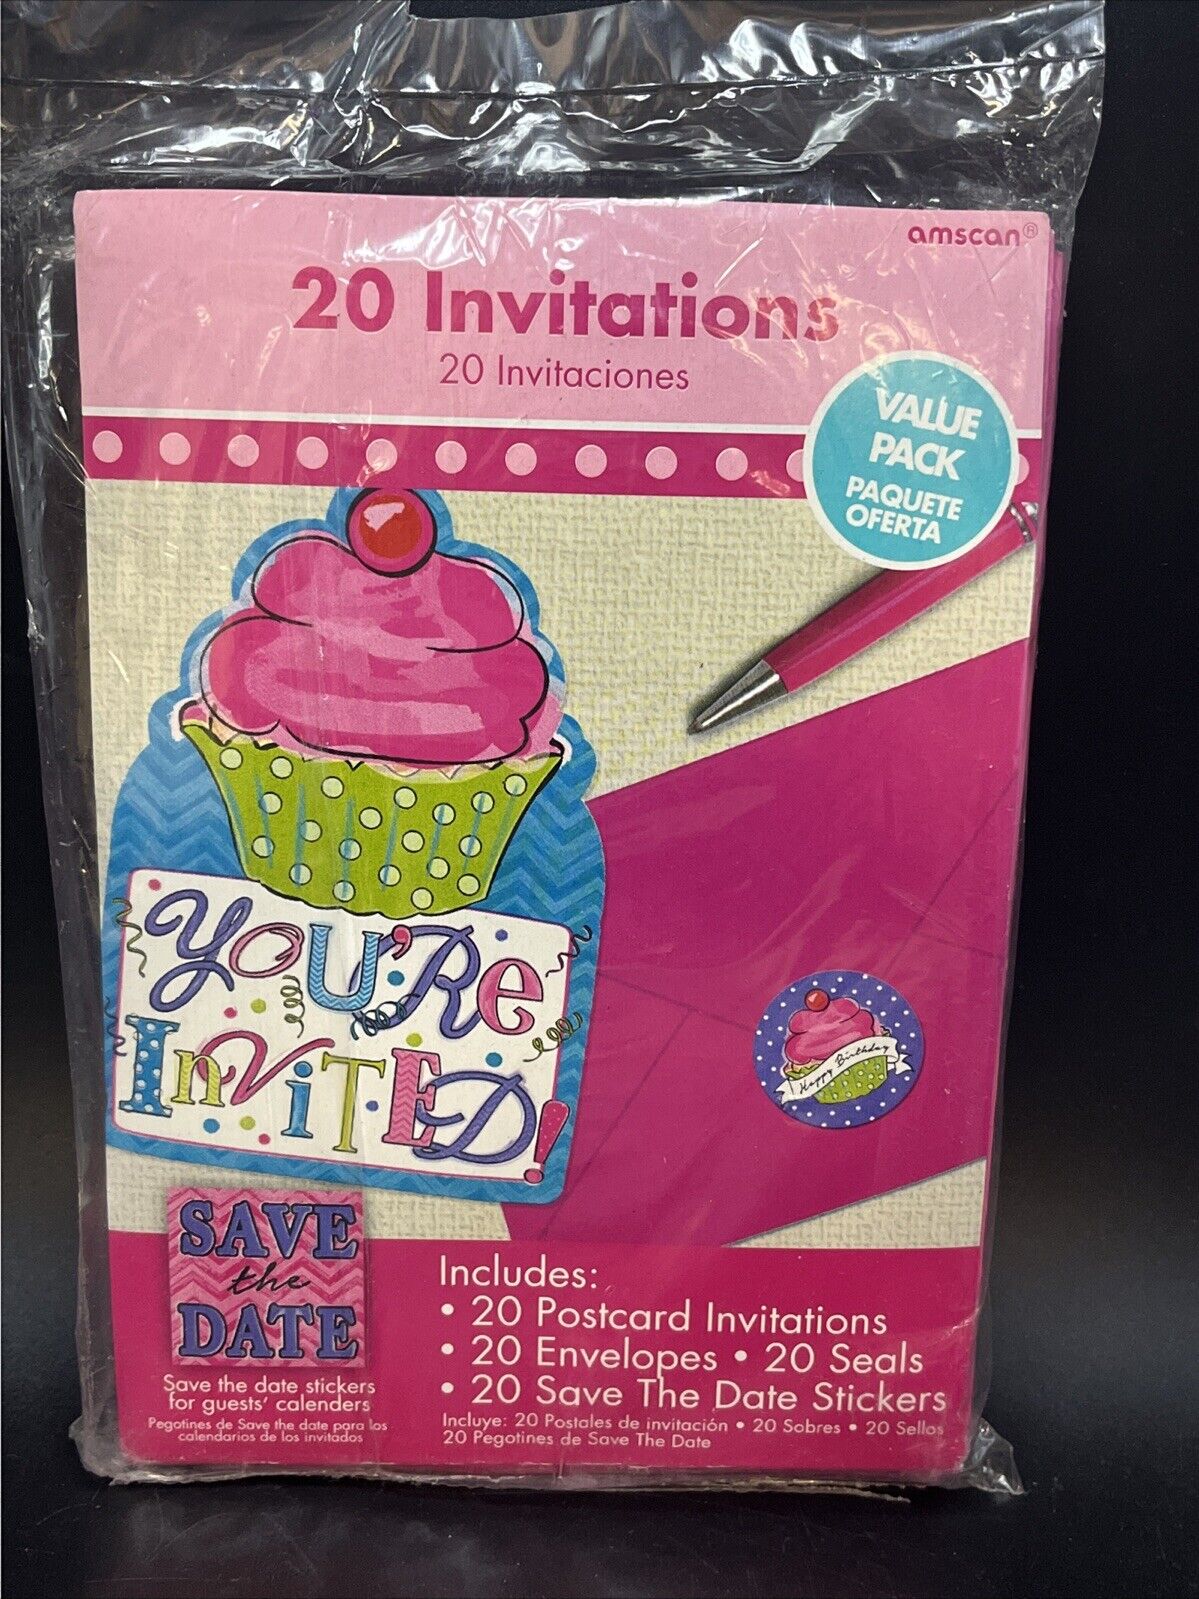 amscan®
20 Invitations
20 Invitaciones
VALUE
PACK
PAQUETE
OFERTA
YOU'Re
InViTED!
Happy Birthday
SAVE
the
DATE
Save the date stickers
for guests' calenders
Pegotines de Save the date para los
calendarios de los invitados
Includes:
• 20 Postcard Invitations
• 20 Envelopes • 20 Seals
• 20 Save The Date Stickers
Incluye: 20 Postales de invitación • 20 Sobres • 20 Sellos
20 Pegotines de Save The Date